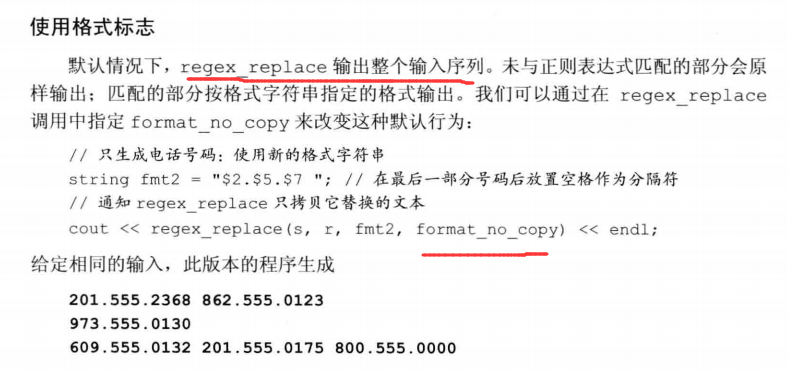 使用格式标志
默认情况下，regex_replace 输出整个输入序列。未与正则表达式匹配的部分会原
样输出；匹配的部分按格式字符串指定的格式输出。我们可以通过在 regex_replace
调用中指定 format_no_copy 来改变这种默认行为：
// 只生成电话号码：使用新的格式字符串
string fmt2 = "$2.$5.$7 "; // 在最后一部分号码后放置空格作为分隔符
// 通知 regex_replace 只拷贝它替换的文本
cout << regex_replace(s, r, fmt2, format_no_copy) << endl;
给定相同的输入，此版本的程序生成
201.555.2368 862.555.0123
973.555.0130
609.555.0132 201.555.0175 800.555.0000